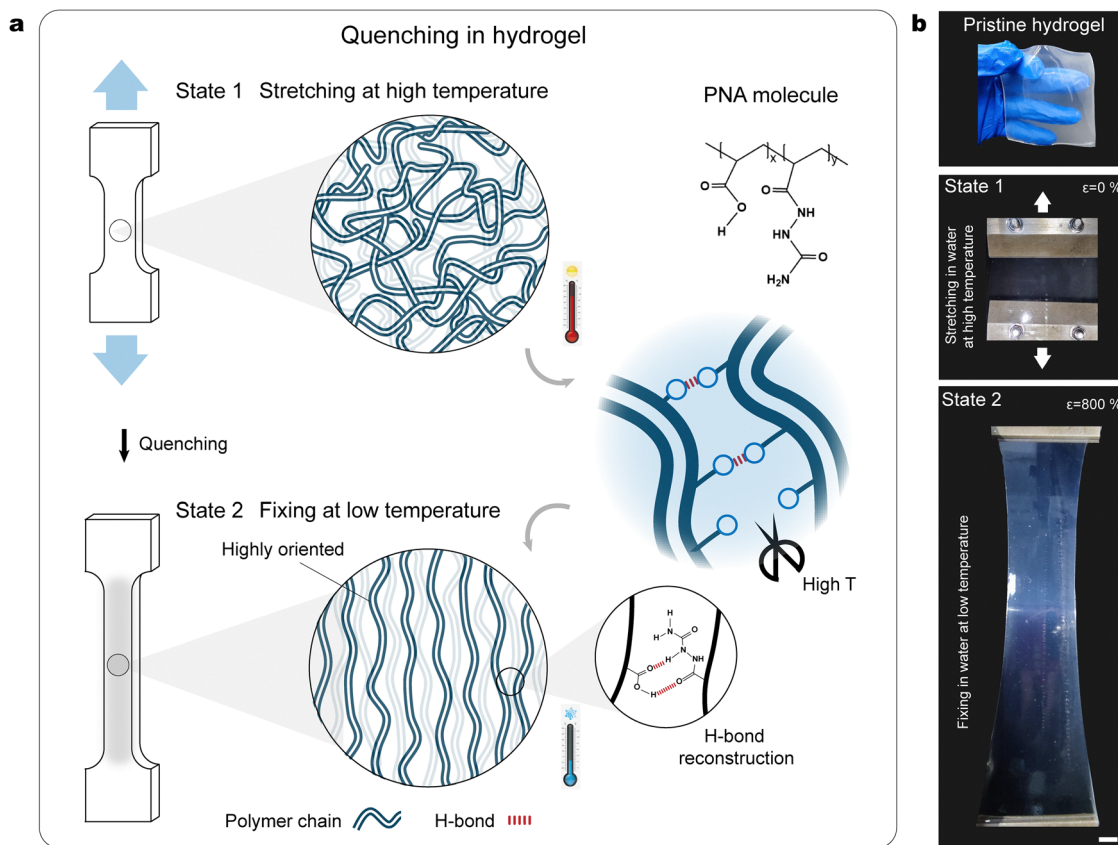 a
Quenching in hydrogel
State 1 Stretching at high temperature
PNA molecule
x
y
O
O
H
O
NH
HN
O
H₂N
Quenching
High T
State 2 Fixing at low temperature
Highly oriented
H
H
N
O
O
H
N
NH
O
H
O
H-bond
reconstruction
Polymer chain
H-bond
b
Pristine hydrogel
State 1
ε=0 %
Stretching in water
at high temperature
State 2
ε=800 %
Fixing in water at low temperature